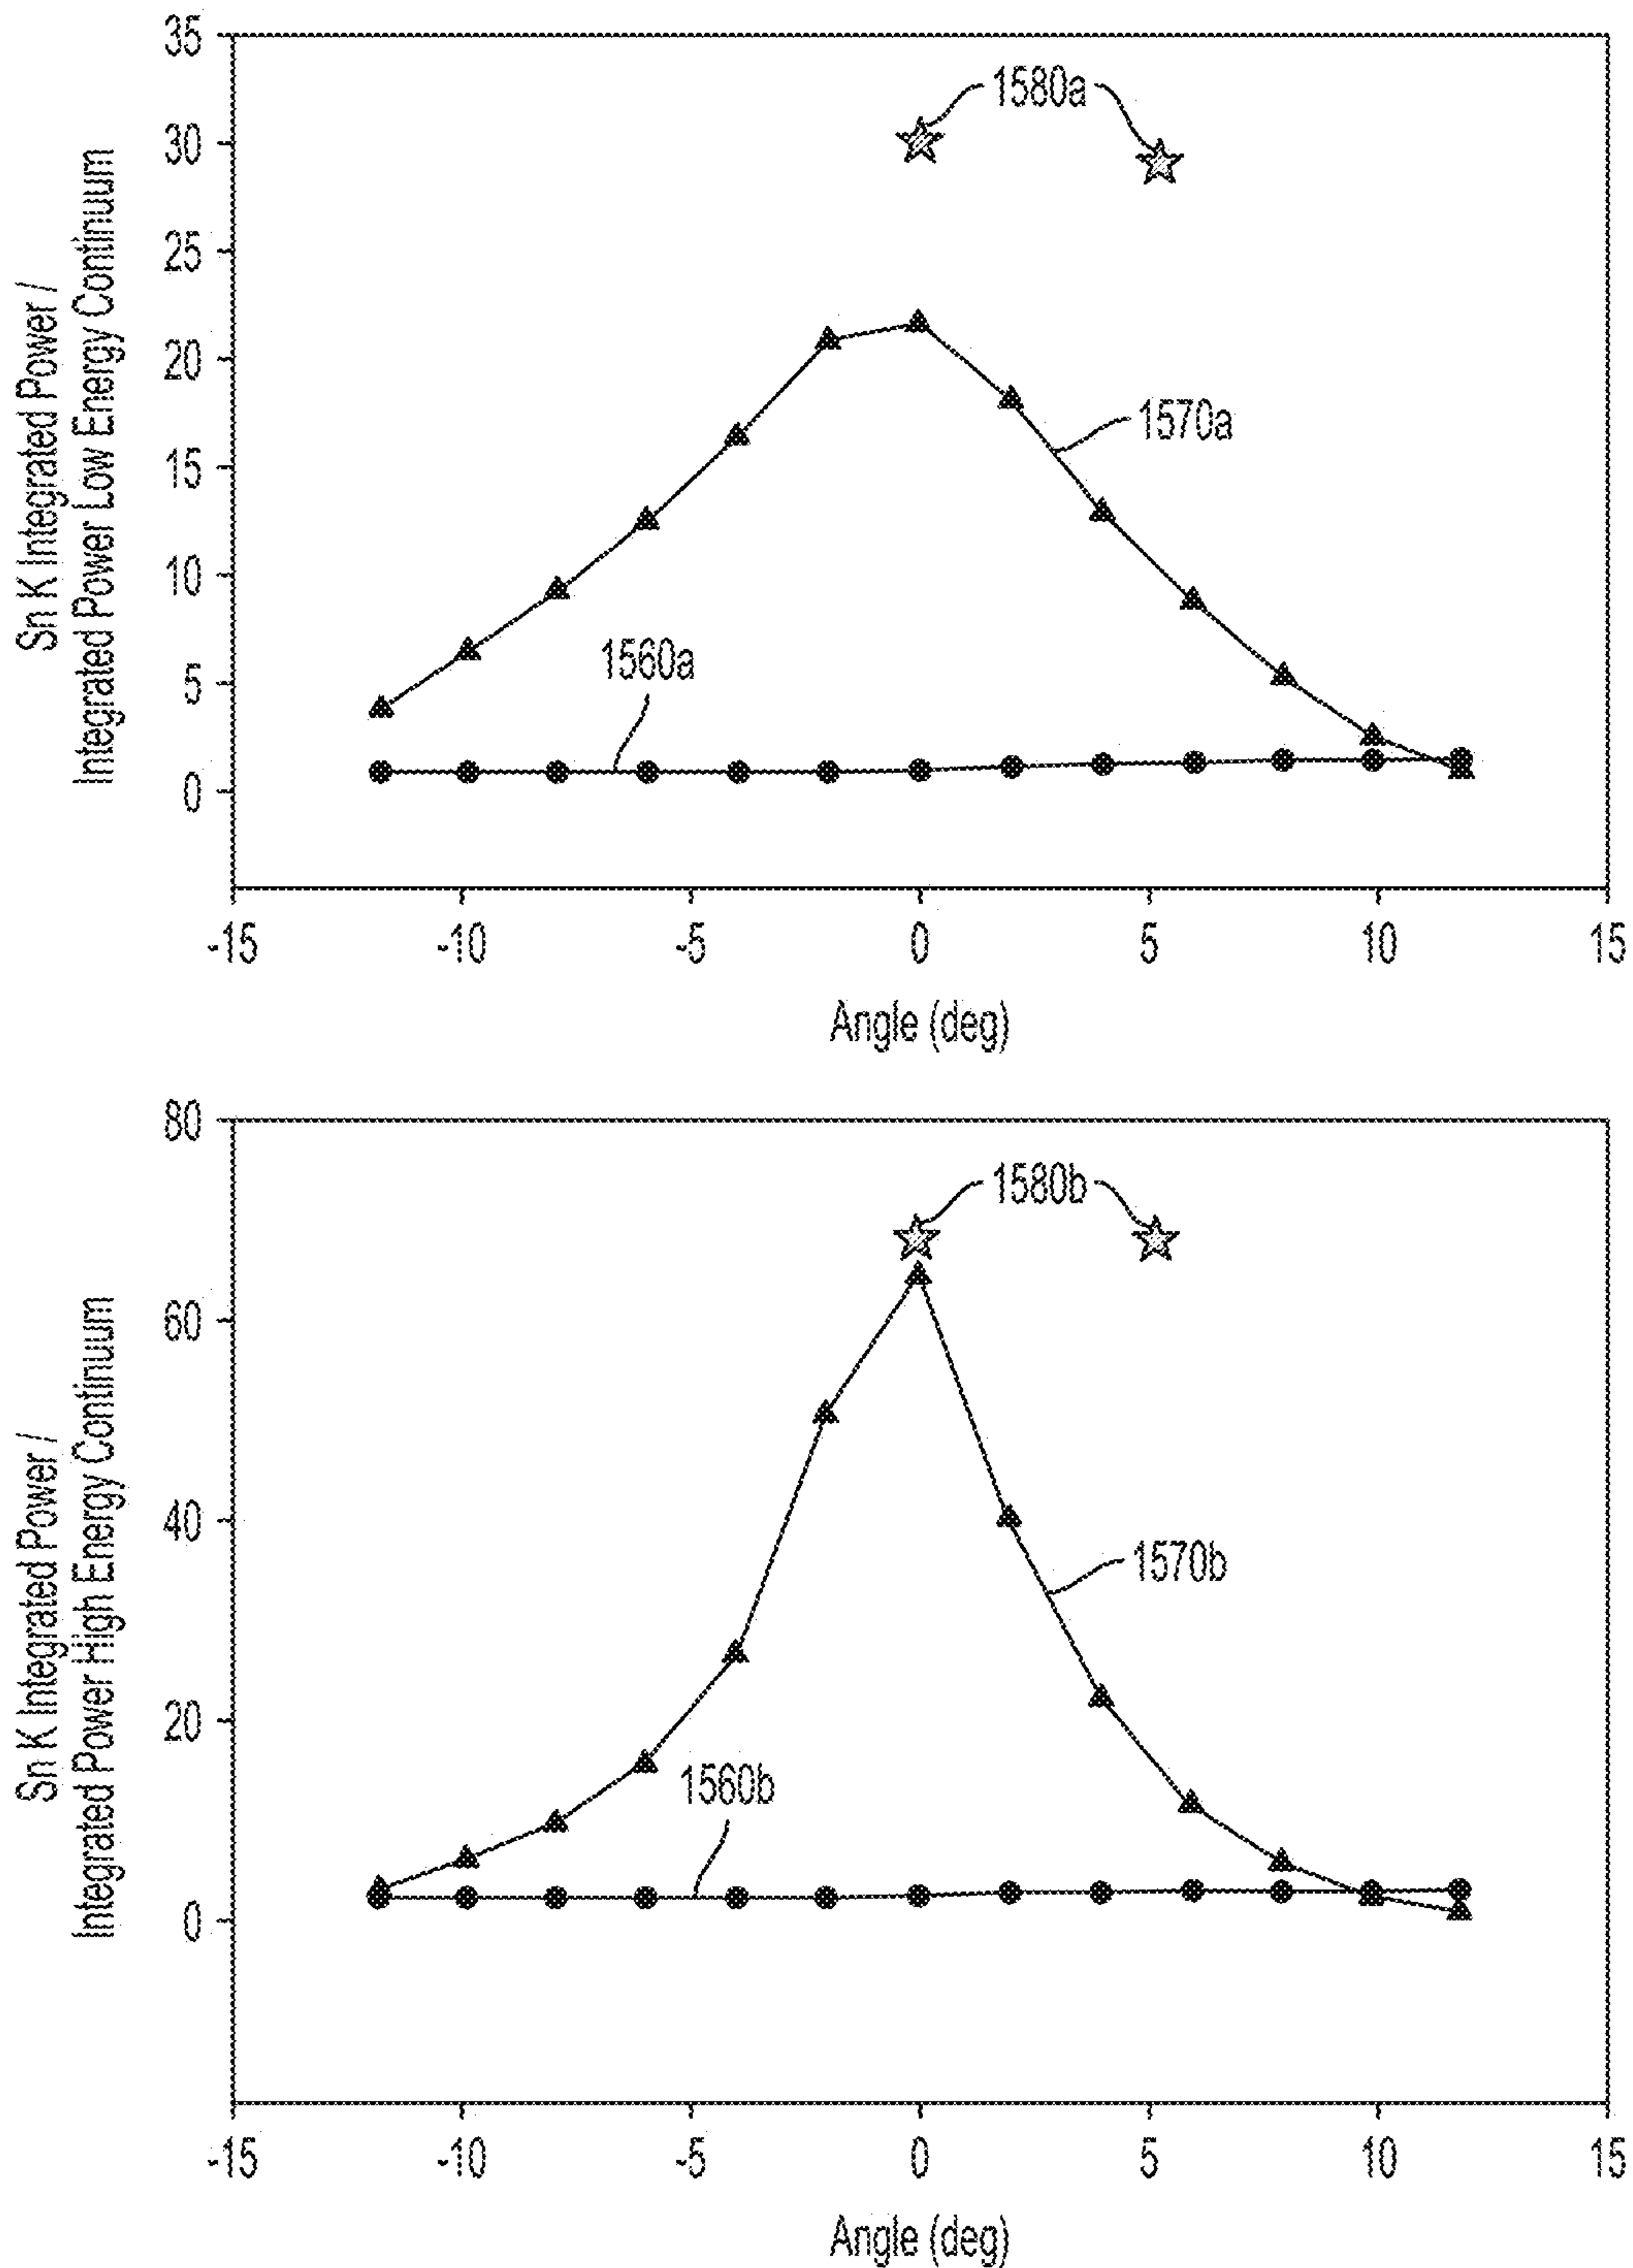 Sn K Integrated Power /
Integrated Power Low Energy Continuum
35
30
25
20
15
10
5
0
1580a
1570a
1560a
-15 -10 -5 0 5 10 15
Angle (deg)
Sn K Integrated Power /
Integrated Power High Energy Continuum
80
60
40
20
0
1580b
1570b
1560b
-15 -10 -5 0 5 10 15
Angle (deg)